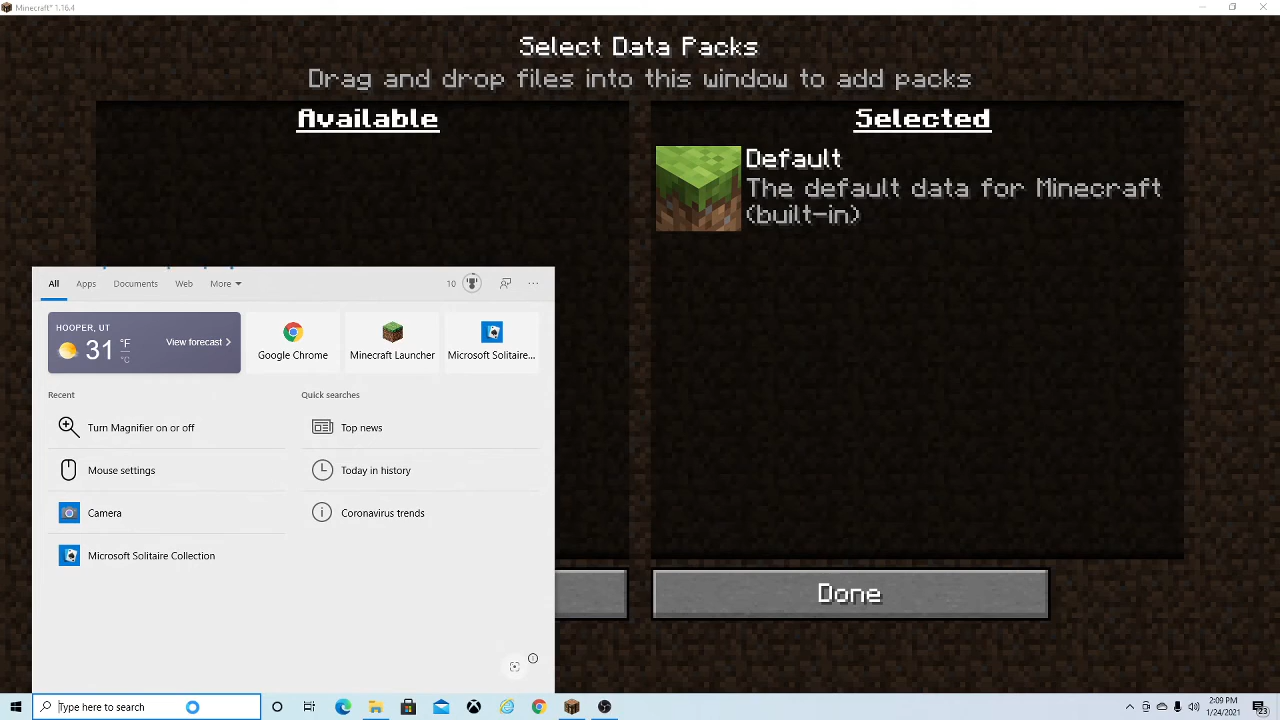 Minecraft* 1.16.4
Select Data Packs
Drag and drop files into this window to add packs
Available
Selected
Default
The default data for Minecraft
(built-in)
All
Apps
Documents
Web
More
10
HOOPER, UT
31
°F
°C
View forecast
Google Chrome
Minecraft Launcher
Microsoft Solitaire...
Recent
Quick searches
Turn Magnifier on or off
Top news
Mouse settings
Today in history
Camera
Coronavirus trends
Microsoft Solitaire Collection
Done
Type here to search
2:09 PM
1/24/2021
23